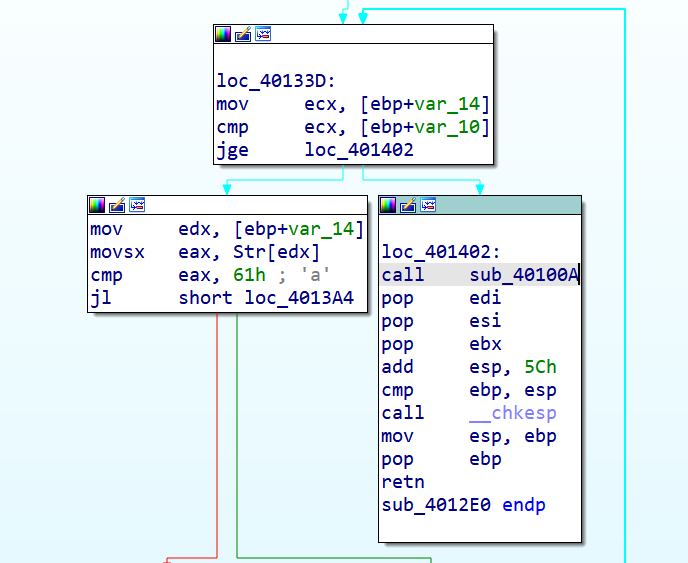 loc_40133D:
mov ecx, [ebp+var_14]
cmp ecx, [ebp+var_10]
jge loc_401402
mov edx, [ebp+var_14]
movsx eax, Str[edx]
cmp eax, 61h ; 'a'
jl short loc_4013A4
loc_401402:
call sub_40100A
pop edi
pop esi
pop ebx
add esp, 5Ch
cmp ebp, esp
call __chkesp
mov esp, ebp
pop ebp
retn
sub_4012E0 endp